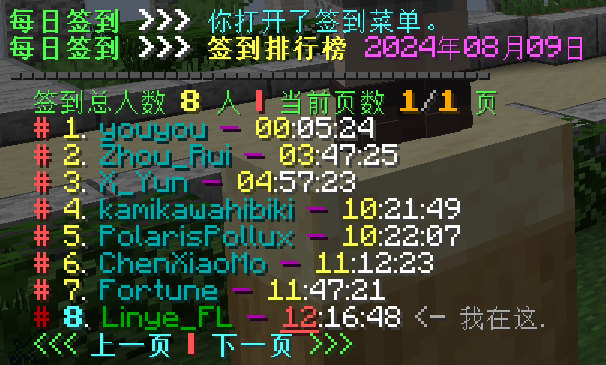 每日签到 >>> 你打开了签到菜单。
每日签到 >>> 签到排行榜 2024年08月09日
签到总人数 8 人 | 当前页数 1/1 页
# 1. youyou — 00:05:24
# 2. Zhou_Rui — 03:47:25
# 3. X_Yun — 04:57:23
# 4. kamikawahibiki — 10:21:49
# 5. PolarisPollux — 10:22:07
# 6. ChenXiaoMo — 11:12:23
# 7. Fortune — 11:47:21
# 8. Linye_FL — 12:16:48 <- 我在这.
<<< 上一页 | 下一页 >>>